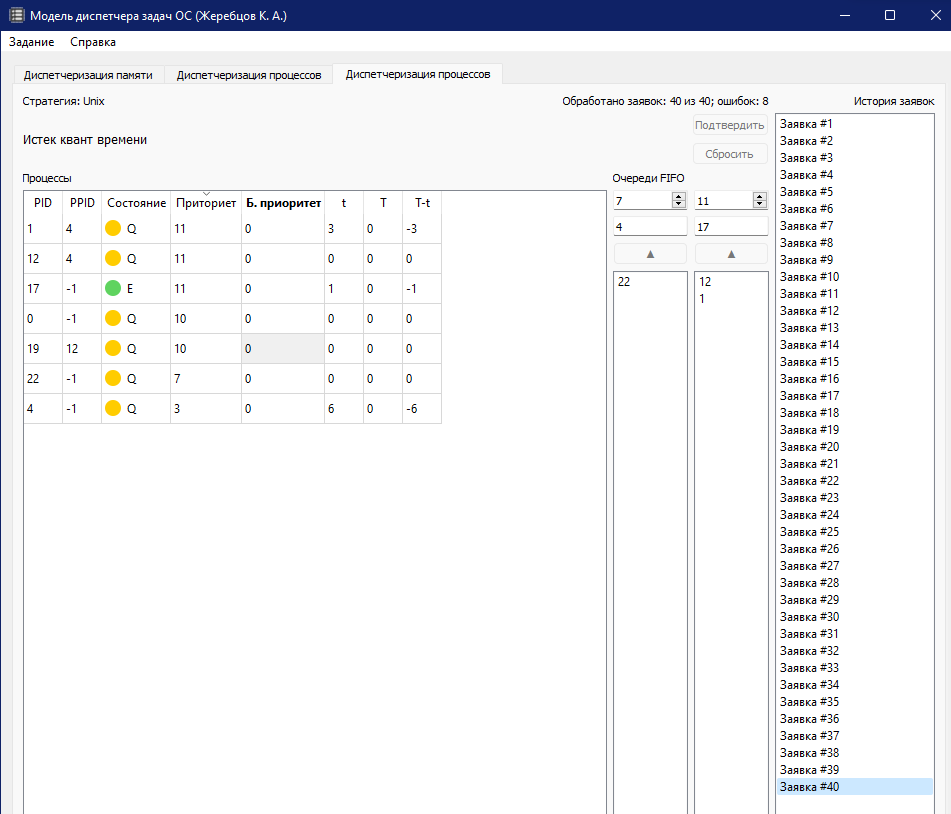 Модель диспетчера задач ОС (Жеребцов К. А.)
Задание Справка
Диспетчеризация памяти Диспетчеризация процессов Диспетчеризация процессов
Стратегия: Unix Обработано заявок: 40 из 40; ошибок: 8 История заявок
Истек квант времени
Подтвердить
Сбросить
Процессы
PID PPID Состояние Приторитет Б. приоритет t T T-t
1 4 Q 11 0 3 0 -3
12 4 Q 11 0 0 0 0
17 -1 E 11 0 1 0 -1
0 -1 Q 10 0 0 0 0
19 12 Q 10 0 0 0 0
22 -1 Q 7 0 0 0 0
4 -1 Q 3 0 6 0 -6
Очереди FIFO
7 11
4 17
▲ ▲
22 12
1
Заявка #1
Заявка #2
Заявка #3
Заявка #4
Заявка #5
Заявка #6
Заявка #7
Заявка #8
Заявка #9
Заявка #10
Заявка #11
Заявка #12
Заявка #13
Заявка #14
Заявка #15
Заявка #16
Заявка #17
Заявка #18
Заявка #19
Заявка #20
Заявка #21
Заявка #22
Заявка #23
Заявка #24
Заявка #25
Заявка #26
Заявка #27
Заявка #28
Заявка #29
Заявка #30
Заявка #31
Заявка #32
Заявка #33
Заявка #34
Заявка #35
Заявка #36
Заявка #37
Заявка #38
Заявка #39
Заявка #40